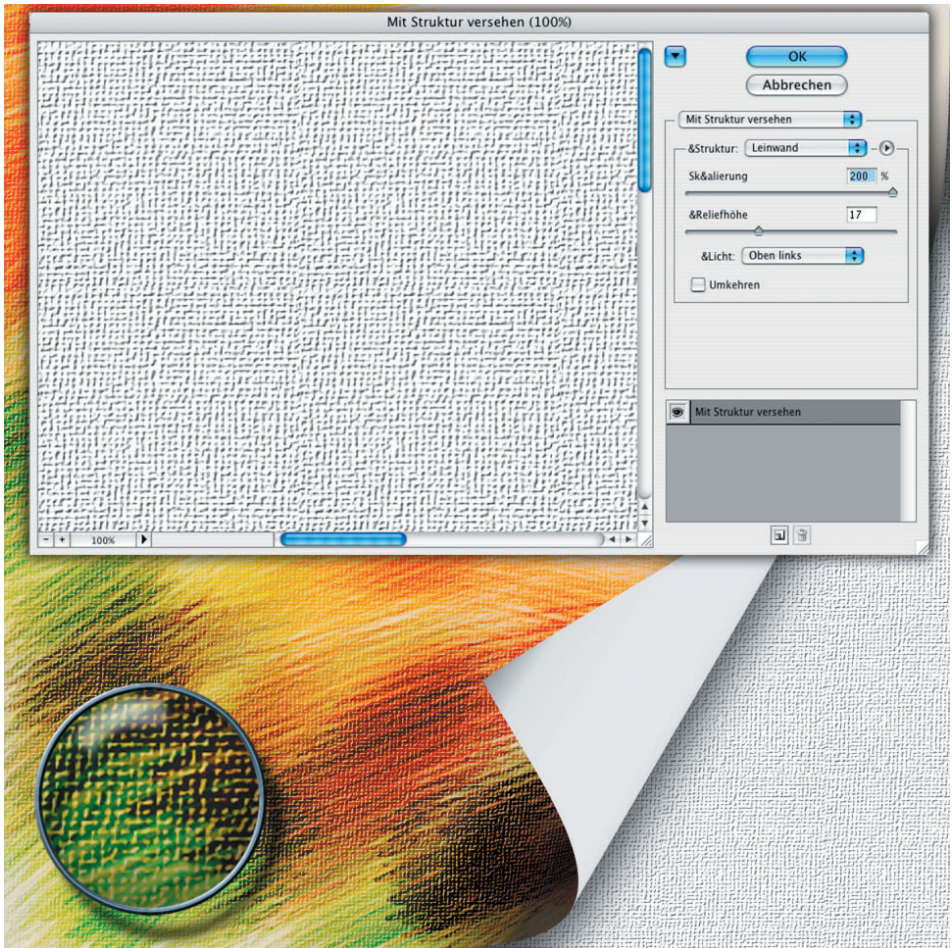 Mit Struktur versehen (100%)
OK
Abbrechen
Mit Struktur versehen
&Struktur: Leinwand
Sk&alierung 200 %
&Reliefhöhe 17
&Licht: Oben links
Umkehren
Mit Struktur versehen
- + 100%